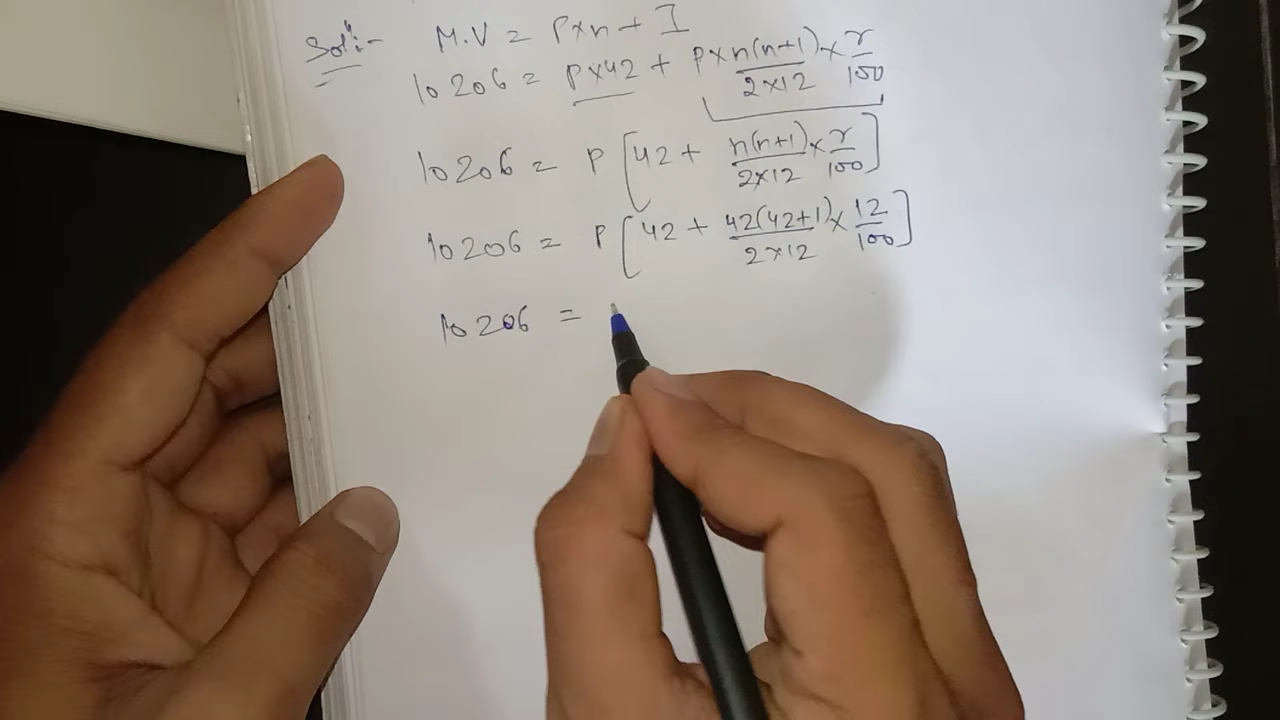 Sol":- M.V = P×n + I
10206 = P×42 + P×n(n+1)/2×12 × r/100
10206 = P[42 + n(n+1)/2×12 × r/100]
10206 = P[42 + 42(42+1)/2×12 × 12/100]
10206 =